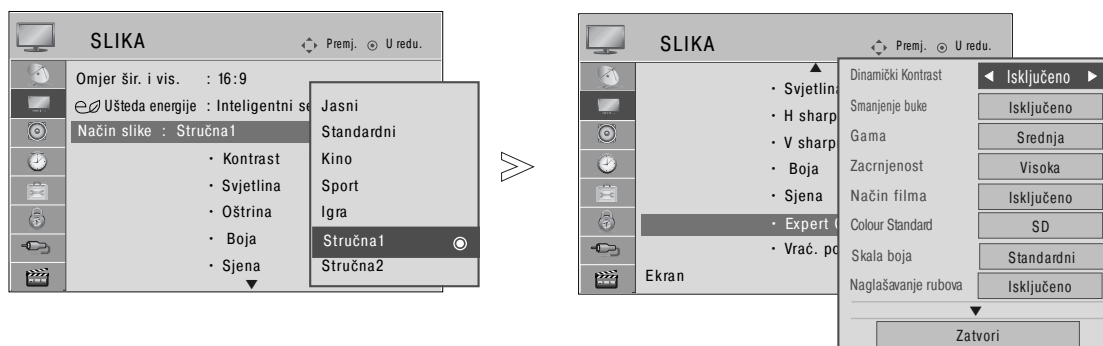 SLIKA
Premj. U redu.
Omjer šir. i vis. : 16:9
Ušteda energije : Inteligentni se
Način slike : Stručna1
• Kontrast
• Svjetlina
• Oštrina
• Boja
• Sjena
Jasni
Standardni
Kino
Sport
Igra
Stručna1
Stručna2
SLIKA
Premj. U redu.
• Svjetlin
• H sharp
• V sharp
• Boja
• Sjena
• Expert
• Vrać. po
Ekran
Dinamički Kontrast Isključeno
Smanjenje buke Isključeno
Gama Srednja
Zacrnjenost Visoka
Način filma Isključeno
Colour Standard SD
Skala boja Standardni
Naglašavanje rubova Isključeno
Zatvori